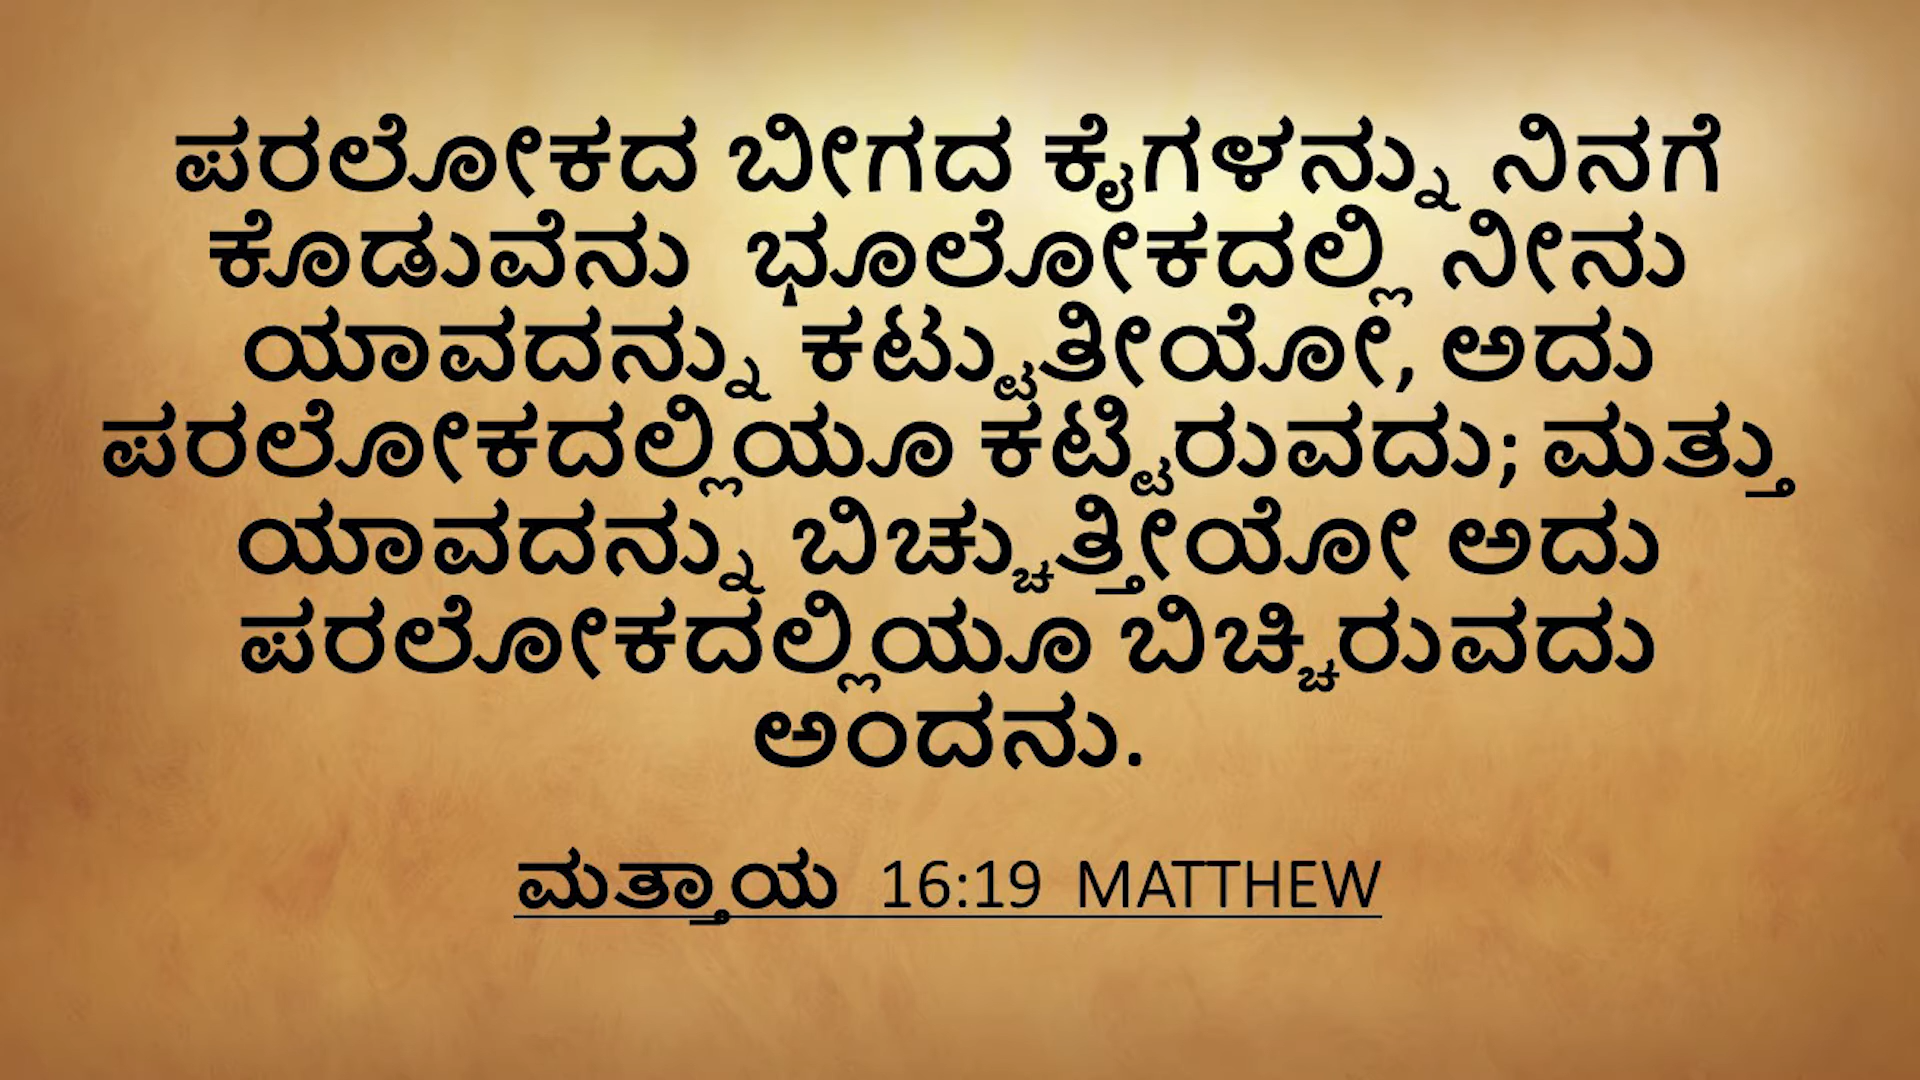 ಪರಲೋಕದ ಬೀಗದ ಕೈಗಳನ್ನು ನಿನಗೆ
ಕೊಡುವೆನು ಭೂಲೋಕದಲ್ಲಿ ನೀನು
ಯಾವದನ್ನು ಕಟ್ಟುತೀಯೋ, ಅದು
ಪರಲೋಕದಲ್ಲಿಯೂ ಕಟ್ಟಿರುವದು; ಮತ್ತು
ಯಾವದನ್ನು ಬಿಚ್ಚುತ್ತೀಯೋ ಅದು
ಪರಲೋಕದಲ್ಲಿಯೂ ಬಿಚ್ಚಿರುವದು
ಅಂದನು.
ಮತ್ತಾಯ 16:19 MATTHEW